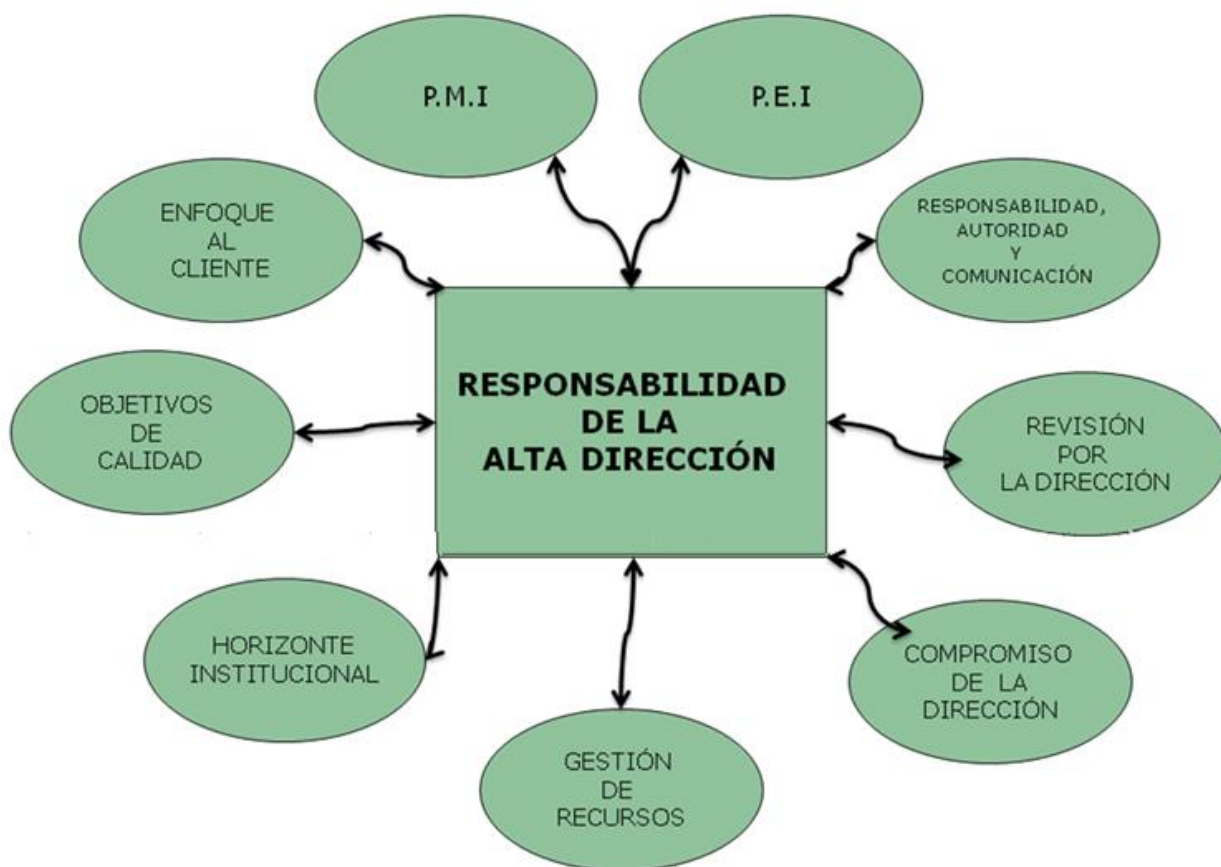 P.M.I
P.E.I
ENFOQUE
AL
CLIENTE
RESPONSABILIDAD,
AUTORIDAD
Y
COMUNICACIÓN
RESPONSABILIDAD
DE LA
ALTA DIRECCIÓN
OBJETIVOS
DE
CALIDAD
REVISIÓN
POR
LA DIRECCIÓN
HORIZONTE
INSTITUCIONAL
COMPROMISO
DE LA
DIRECCIÓN
GESTIÓN
DE
RECURSOS